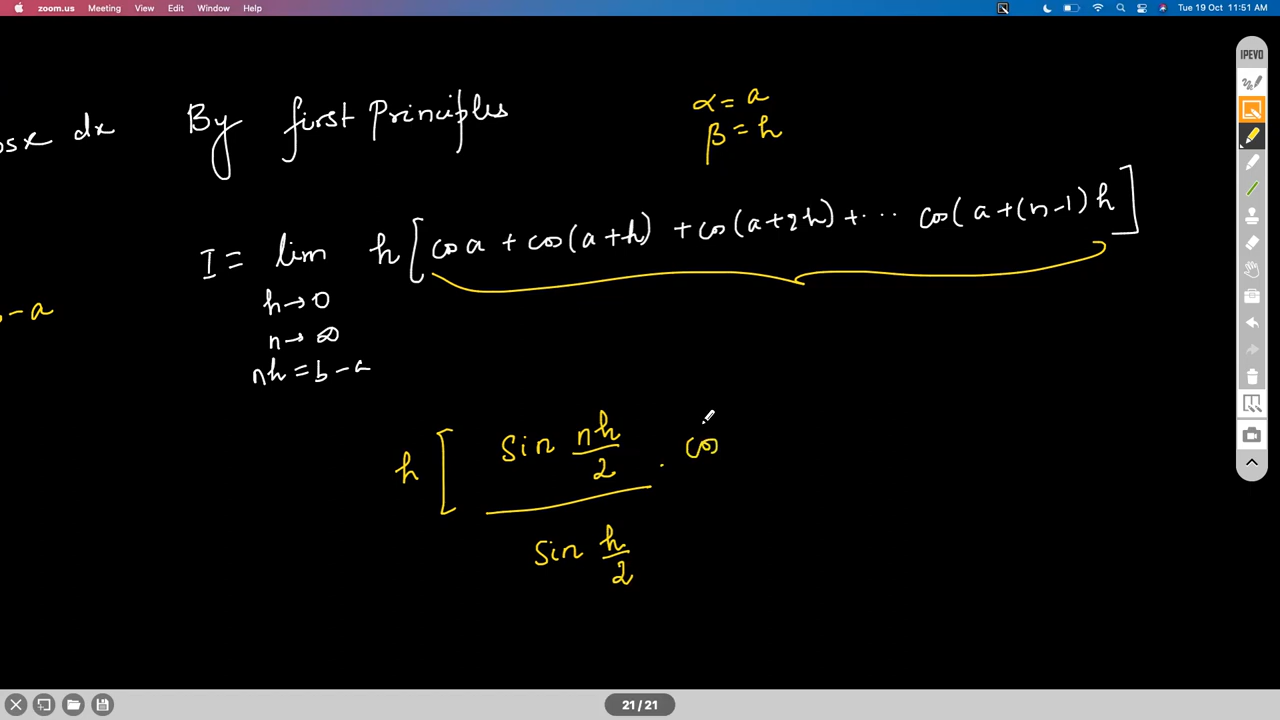 zoom.us Meeting View Edit Window Help Tue 19 Oct 11:51 AM
IPEVO
α = a
osx dx By first Principles
β = h
I = lim h [ cos a + cos(a+h) + cos(a+2h) + ··· cos(a+(n-1)h ]
h→0
b-a
n→∞
nh = b-a
h [ sin nh/2 . cos
sin h/2
21 / 21